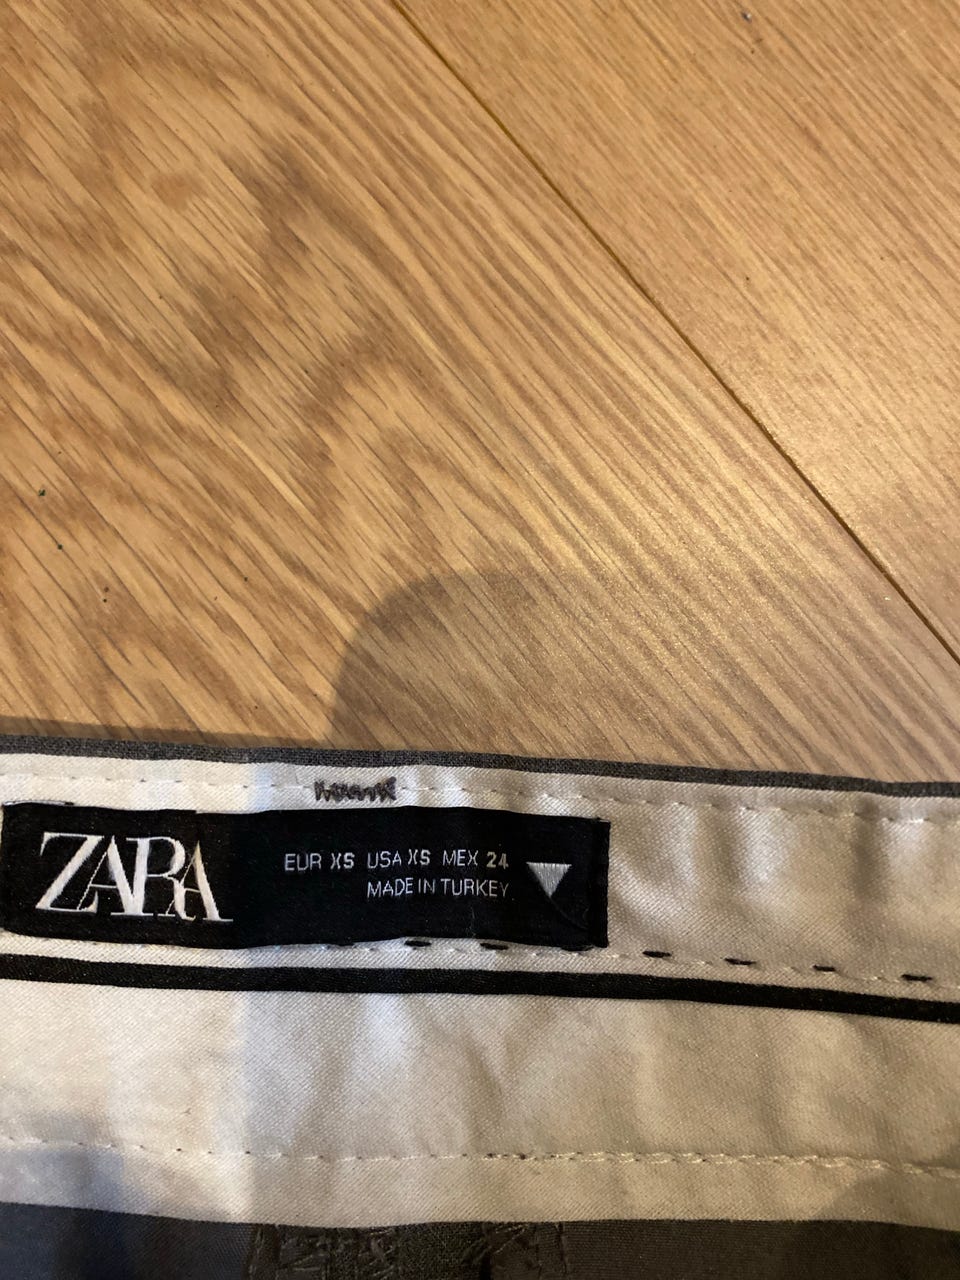 ZARA
EUR XS USA XS MEX 24
MADE IN TURKEY